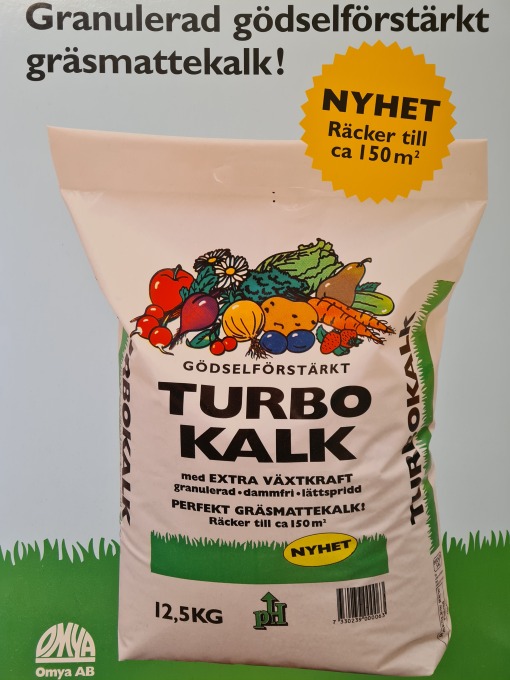 Granulerad gödselförstärkt
gräsmattekalk!
NYHET
Räcker till
ca 150 m²
GÖDSELFÖRSTÄRKT
TURBO
KALK
med EXTRA VÄXTKRAFT
granulerad • dammfri • lättspridd
PERFEKT GRÄSMATTEKALK!
Räcker till ca 150 m²
NYHET
12,5KG
pH
TURBOKALK
OMYA
Omya AB